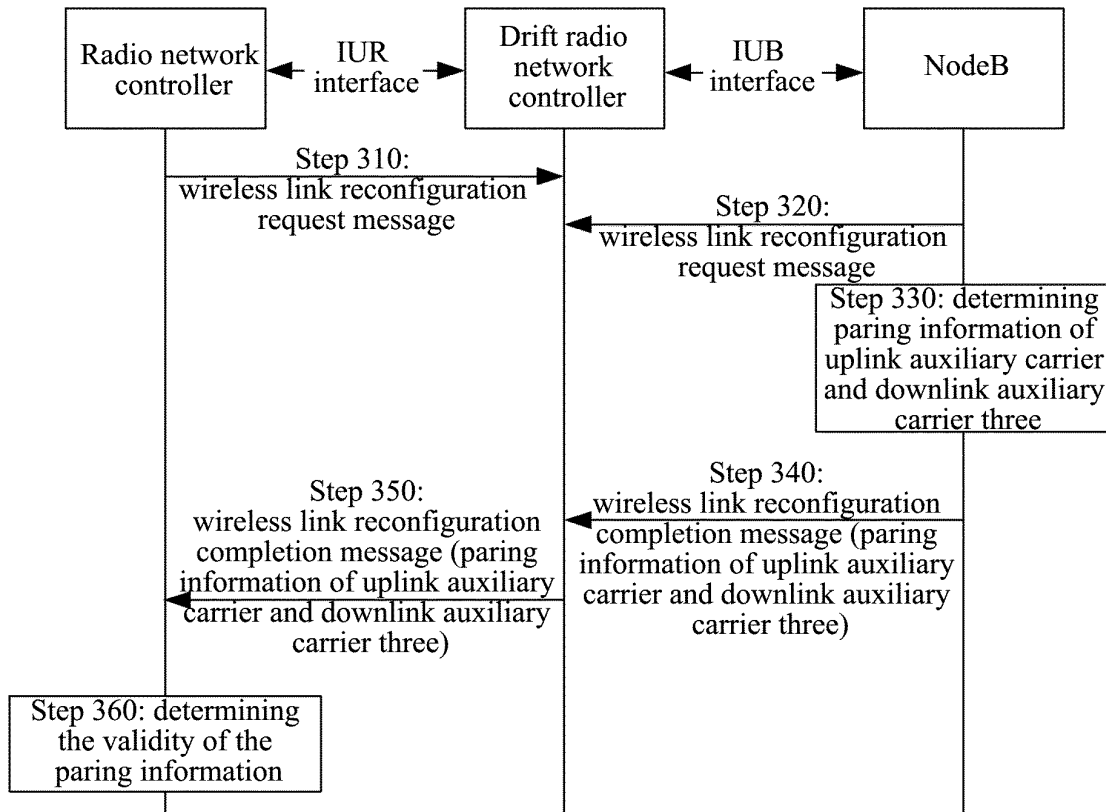 Radio network
controller
IUR
interface
Drift radio
network
controller
IUB
interface
NodeB
Step 310:
wireless link reconfiguration
request message
Step 320:
wireless link reconfiguration
request message
Step 330: determining
paring information of
uplink auxiliary carrier
and downlink auxiliary
carrier three
Step 340:
wireless link reconfiguration
completion message (paring
information of uplink auxiliary
carrier and downlink auxiliary
carrier three)
Step 350:
wireless link reconfiguration
completion message (paring
information of uplink auxiliary
carrier and downlink auxiliary
carrier three)
Step 360: determining
the validity of the
paring information